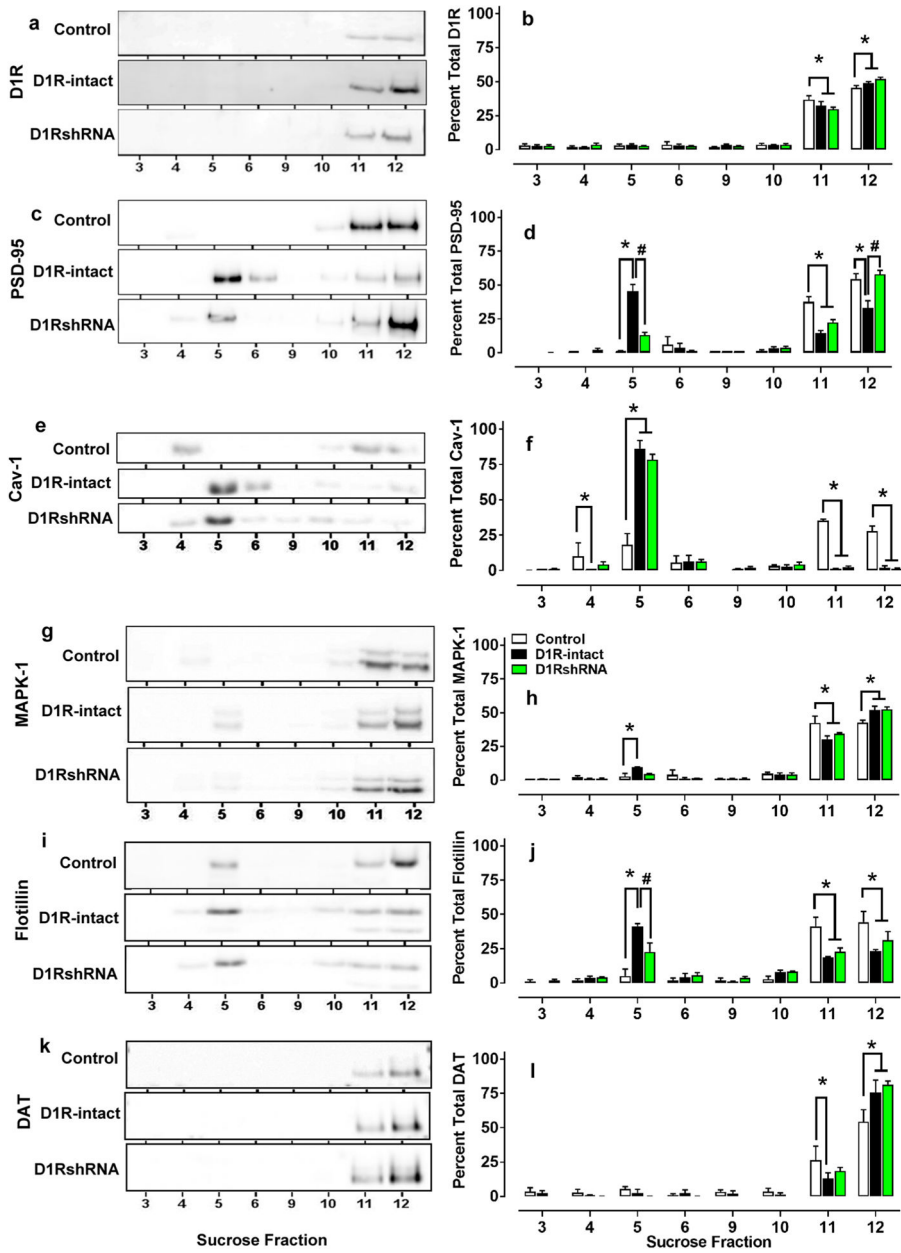 a
D1R
Control
D1R-intact
D1RshRNA
3 4 5 6 9 10 11 12
b
Percent Total D1R
100
75
50
25
0
* *
3 4 5 6 9 10 11 12
c
PSD-95
Control
D1R-intact
D1RshRNA
3 4 5 6 9 10 11 12
d
Percent Total PSD-95
100
75
50
25
0
* # * * #
3 4 5 6 9 10 11 12
e
Cav-1
Control
D1R-intact
D1RshRNA
3 4 5 6 9 10 11 12
f
Percent Total Cav-1
100
75
50
25
0
* * * *
3 4 5 6 9 10 11 12
g
MAPK-1
Control
D1R-intact
D1RshRNA
3 4 5 6 9 10 11 12
h
Percent Total MAPK-1
100
75
50
25
0
Control
D1R-intact
D1RshRNA
* * *
3 4 5 6 9 10 11 12
i
Flotillin
Control
D1R-intact
D1RshRNA
3 4 5 6 9 10 11 12
j
Percent Total Flotillin
100
75
50
25
0
* # * *
3 4 5 6 9 10 11 12
k
DAT
Control
D1R-intact
D1RshRNA
3 4 5 6 9 10 11 12
Sucrose Fraction
l
Percent Total DAT
100
75
50
25
0
* *
3 4 5 6 9 10 11 12
Sucrose Fraction